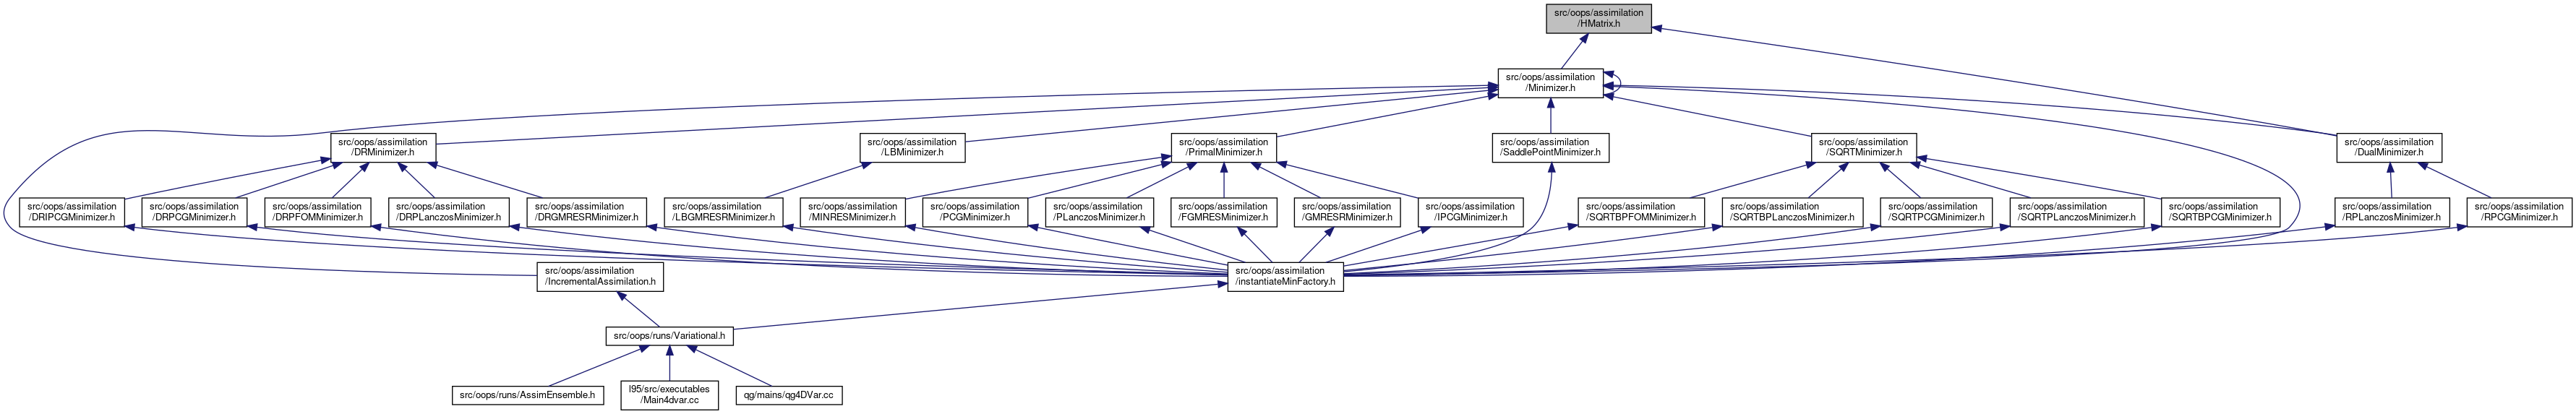 src/oops/assimilation
/HMatrix.h
src/oops/assimilation
/Minimizer.h
src/oops/assimilation
/DRMinimizer.h
src/oops/assimilation
/LBMinimizer.h
src/oops/assimilation
/PrimalMinimizer.h
src/oops/assimilation
/SaddlePointMinimizer.h
src/oops/assimilation
/SQRTMinimizer.h
src/oops/assimilation
/DualMinimizer.h
src/oops/assimilation
/DRIPCGMinimizer.h
src/oops/assimilation
/DRPCGMinimizer.h
src/oops/assimilation
/DRPFOMMinimizer.h
src/oops/assimilation
/DRPLanczosMinimizer.h
src/oops/assimilation
/DRGMRESRMinimizer.h
src/oops/assimilation
/LBGMRESRMinimizer.h
src/oops/assimilation
/MINRESMinimizer.h
src/oops/assimilation
/PCGMinimizer.h
src/oops/assimilation
/PLanczosMinimizer.h
src/oops/assimilation
/FGMRESMinimizer.h
src/oops/assimilation
/GMRESRMinimizer.h
src/oops/assimilation
/IPCGMinimizer.h
src/oops/assimilation
/SQRTBPFOMMinimizer.h
src/oops/assimilation
/SQRTBPLanczosMinimizer.h
src/oops/assimilation
/SQRTPCGMinimizer.h
src/oops/assimilation
/SQRTPLanczosMinimizer.h
src/oops/assimilation
/SQRTBPCGMinimizer.h
src/oops/assimilation
/RPLanczosMinimizer.h
src/oops/assimilation
/RPCGMinimizer.h
src/oops/assimilation
/IncrementalAssimilation.h
src/oops/assimilation
/instantiateMinFactory.h
src/oops/runs/Variational.h
src/oops/runs/AssimEnsemble.h
l95/src/executables
/Main4dvar.cc
qg/mains/qg4DVar.cc